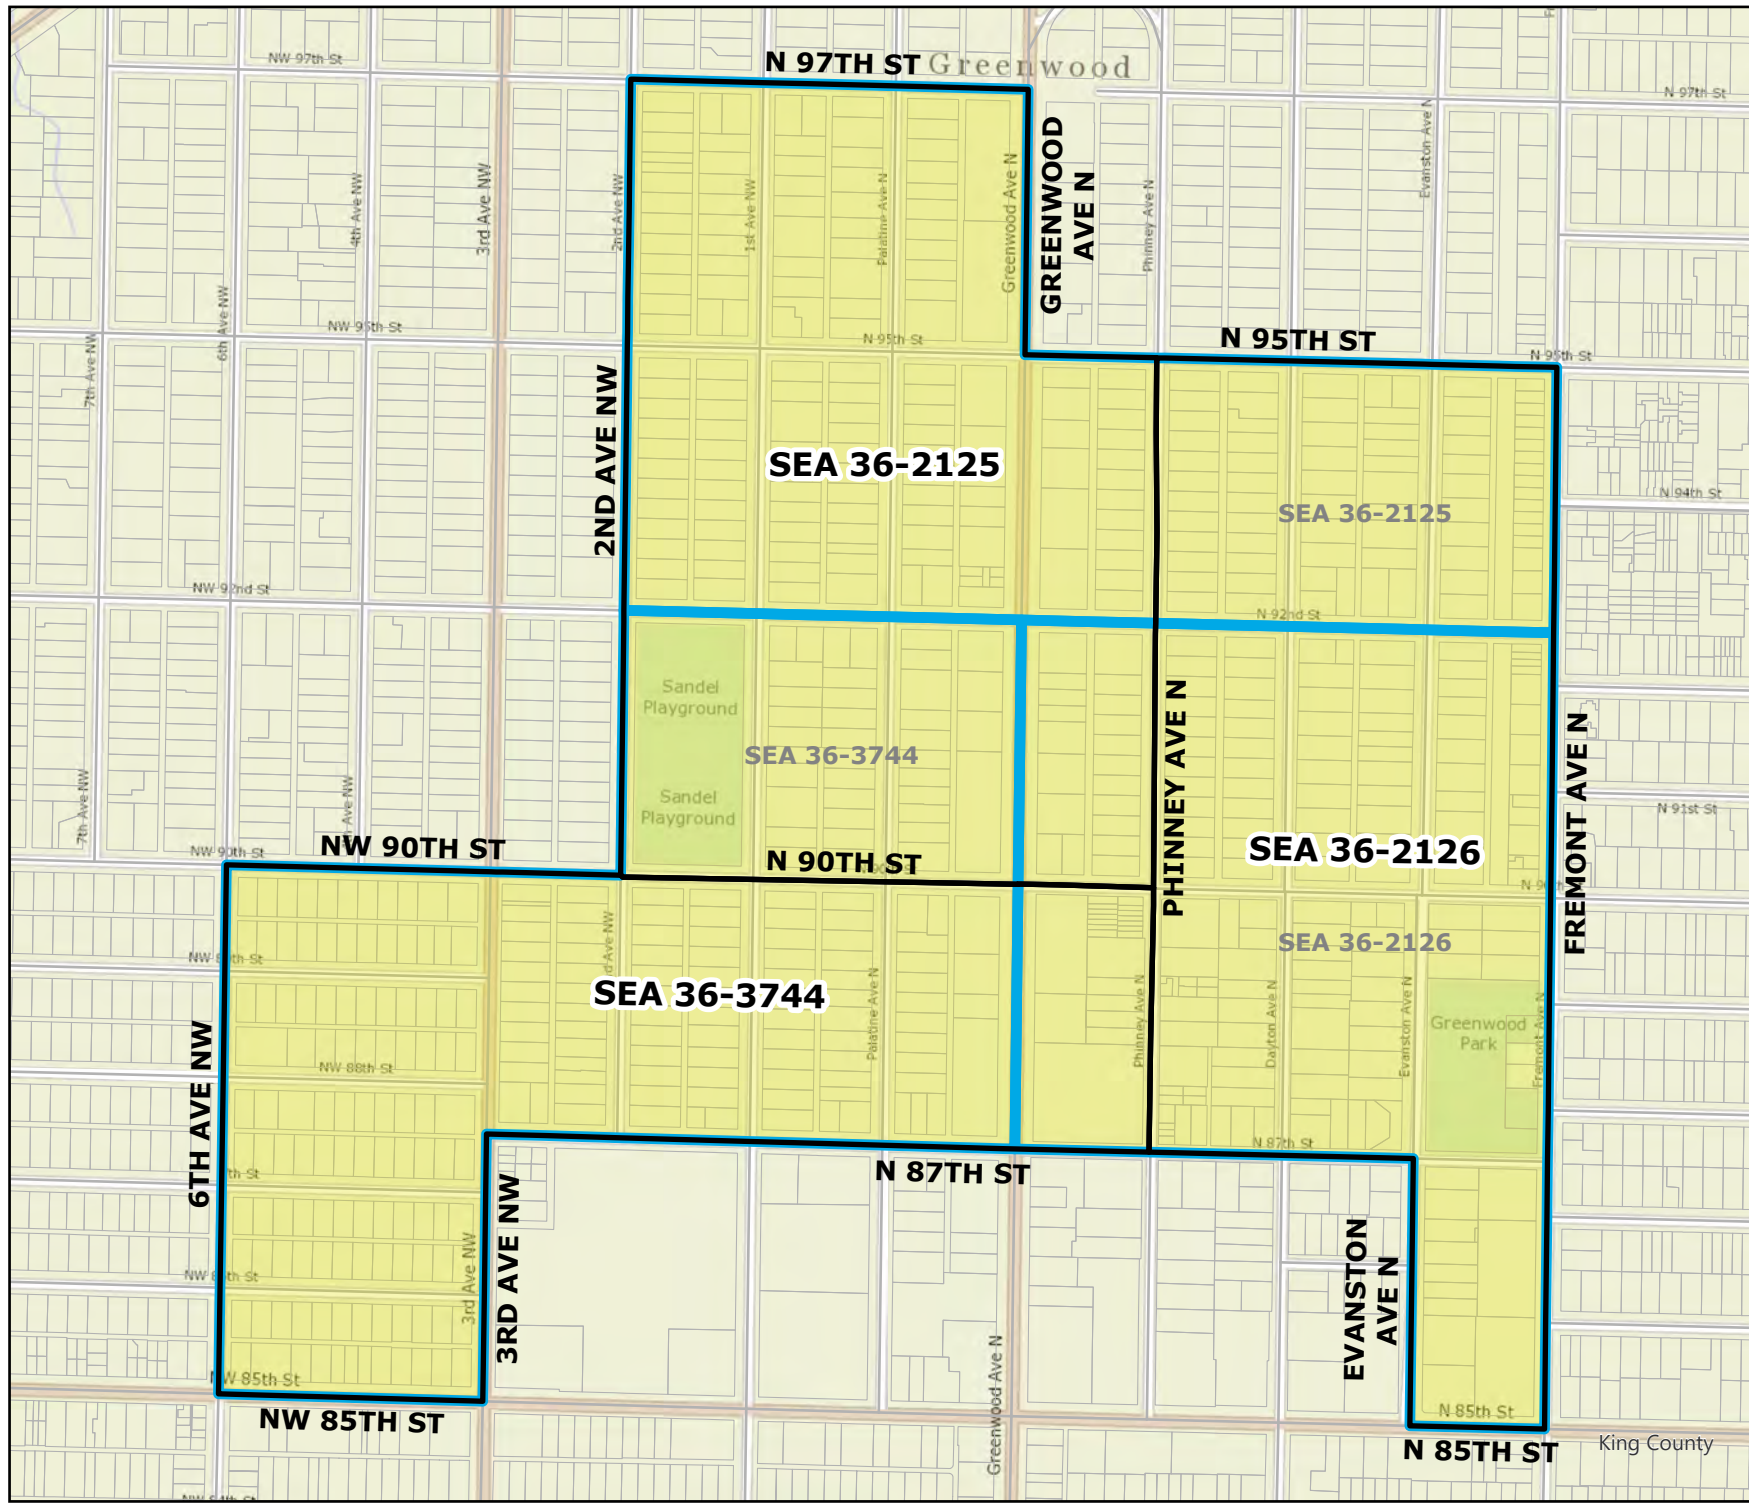 NW 97th St
N 97TH ST
Greenwood
N 97th St
GREENWOOD
AVE N
4th Ave NW
3rd Ave NW
2nd Ave NW
1st Ave NW
Palatine Ave N
Greenwood Ave N
Phinney Ave N
Evanston Ave N
6th Ave NW
NW 95th St
N 95th St
N 95TH ST
N 95th St
7th Ave NW
2ND AVE NW
SEA 36-2125
SEA 36-2125
N 94th St
NW 92nd St
N 92nd St
Sandel
Playground
SEA 36-3744
Sandel
Playground
PHINNEY AVE N
FREMONT AVE N
7th Ave NW
N 91st St
NW 90th St
NW 90TH ST
N 90TH ST
SEA 36-2126
SEA 36-2126
SEA 36-3744
6TH AVE NW
NW 88th St
Palatine Ave N
Phinney Ave N
Dayton Ave N
Evanston Ave N
Greenwood
Park
Fremont Ave N
N 87th St
N 87TH ST
3rd Ave NW
3RD AVE NW
EVANSTON
AVE N
Greenwood Ave N
NW 85th St
NW 85TH ST
N 85th St
N 85TH ST
King County